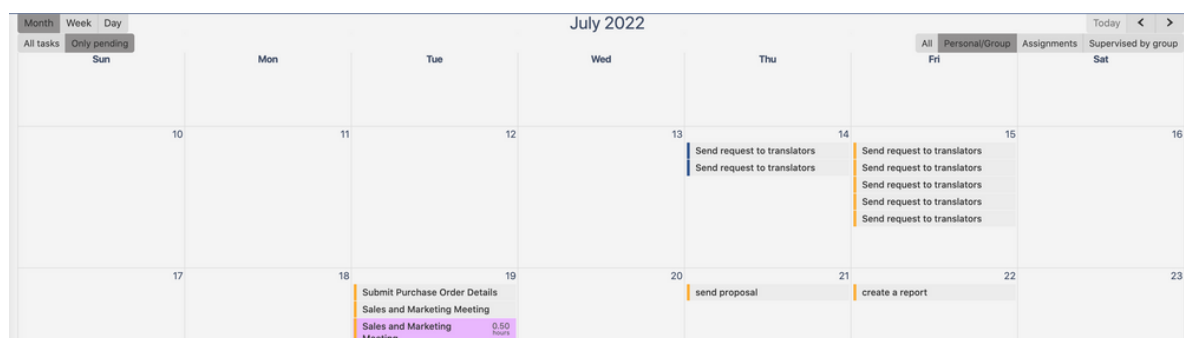 Month Week Day July 2022 Today < >
All tasks Only pending All Personal/Group Assignments Supervised by group
Sun Mon Tue Wed Thu Fri Sat
10 11 12 13 14 15 16
Send request to translators Send request to translators
Send request to translators Send request to translators
Send request to translators
Send request to translators
Send request to translators
17 18 19 20 21 22 23
Submit Purchase Order Details send proposal create a report
Sales and Marketing Meeting
Sales and Marketing 0.50
Meeting hours